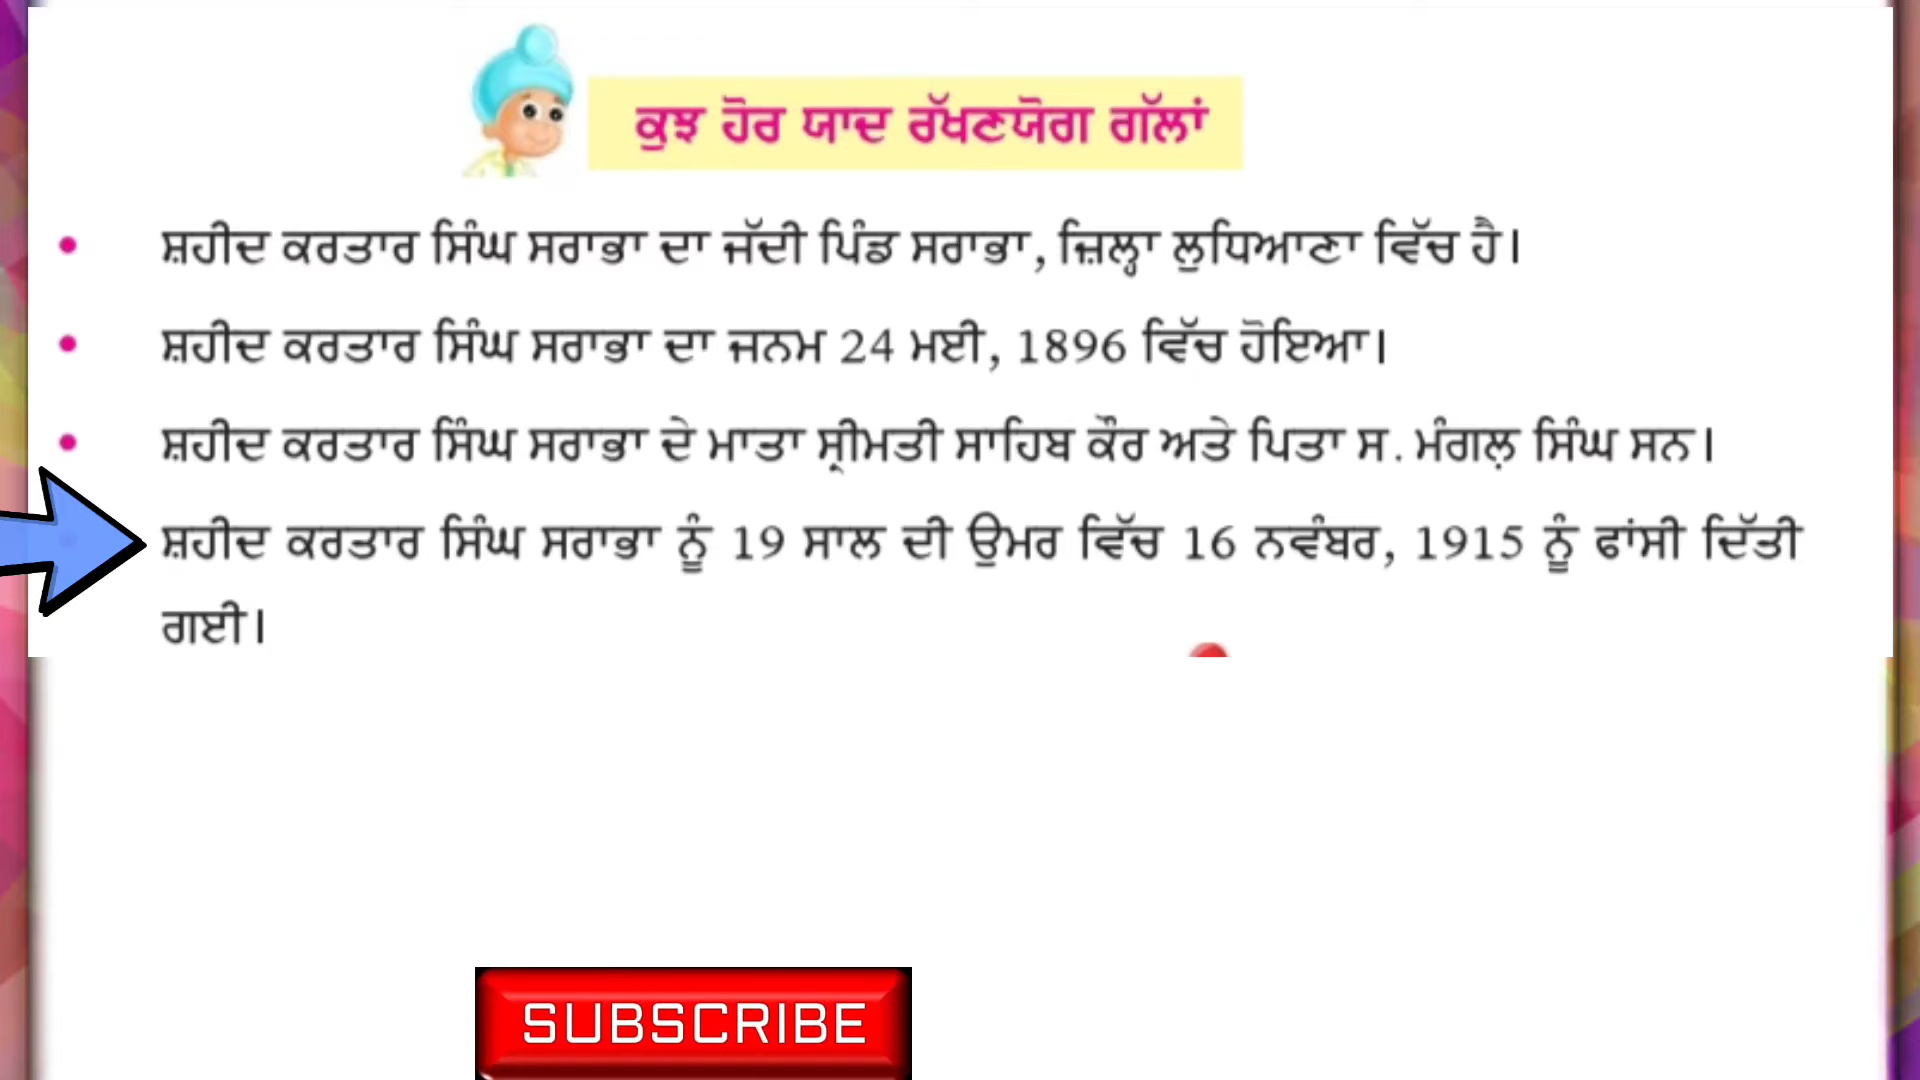 ਕੁਝ ਹੋਰ ਯਾਦ ਰੱਖਣਯੋਗ ਗੱਲਾਂ
• ਸ਼ਹੀਦ ਕਰਤਾਰ ਸਿੰਘ ਸਰਾਭਾ ਦਾ ਜੱਦੀ ਪਿੰਡ ਸਰਾਭਾ, ਜ਼ਿਲ੍ਹਾ ਲੁਧਿਆਣਾ ਵਿੱਚ ਹੈ।
• ਸ਼ਹੀਦ ਕਰਤਾਰ ਸਿੰਘ ਸਰਾਭਾ ਦਾ ਜਨਮ 24 ਮਈ, 1896 ਵਿੱਚ ਹੋਇਆ।
• ਸ਼ਹੀਦ ਕਰਤਾਰ ਸਿੰਘ ਸਰਾਭਾ ਦੇ ਮਾਤਾ ਸ੍ਰੀਮਤੀ ਸਾਹਿਬ ਕੌਰ ਅਤੇ ਪਿਤਾ ਸ. ਮੰਗਲ਼ ਸਿੰਘ ਸਨ।
ਸ਼ਹੀਦ ਕਰਤਾਰ ਸਿੰਘ ਸਰਾਭਾ ਨੂੰ 19 ਸਾਲ ਦੀ ਉਮਰ ਵਿੱਚ 16 ਨਵੰਬਰ, 1915 ਨੂੰ ਫਾਂਸੀ ਦਿੱਤੀ
ਗਈ।
SUBSCRIBE